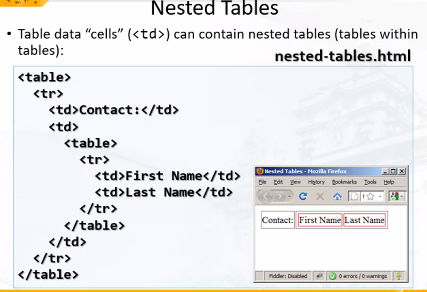 Nested Tables
• Table data “cells” (<td>) can contain nested tables (tables within
tables):
nested-tables.html
<table>
<tr>
<td>Contact:</td>
<td>
<table>
<tr>
<td>First Name</td>
<td>Last Name</td>
</tr>
</table>
</td>
</tr>
</table>
Nested Tables - Mozilla Firefox
File Edit View History Bookmarks Tools Help
Contact: First Name Last Name
Fiddler: Disabled 0 errors / 0 warnings